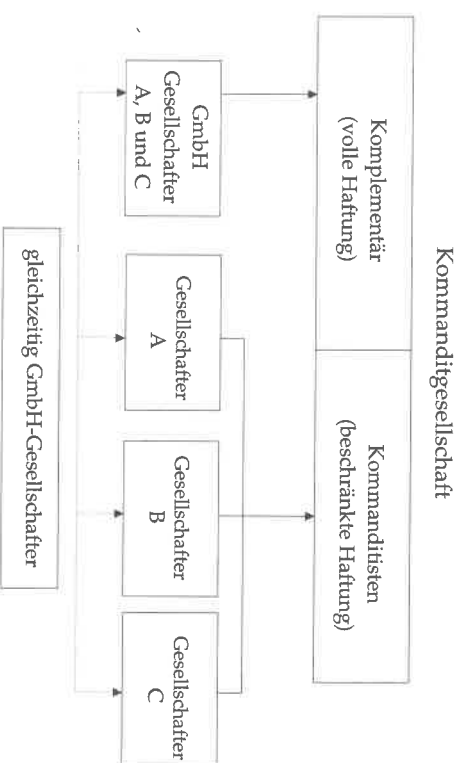 Kommanditgesellschaft
Komplementär
(volle Haftung)
Kommanditisten
(beschränkte Haftung)
GmbH
Gesellschafter
A, B und C
Gesellschafter
A
Gesellschafter
B
Gesellschafter
C
gleichzeitig GmbH-Gesellschafter